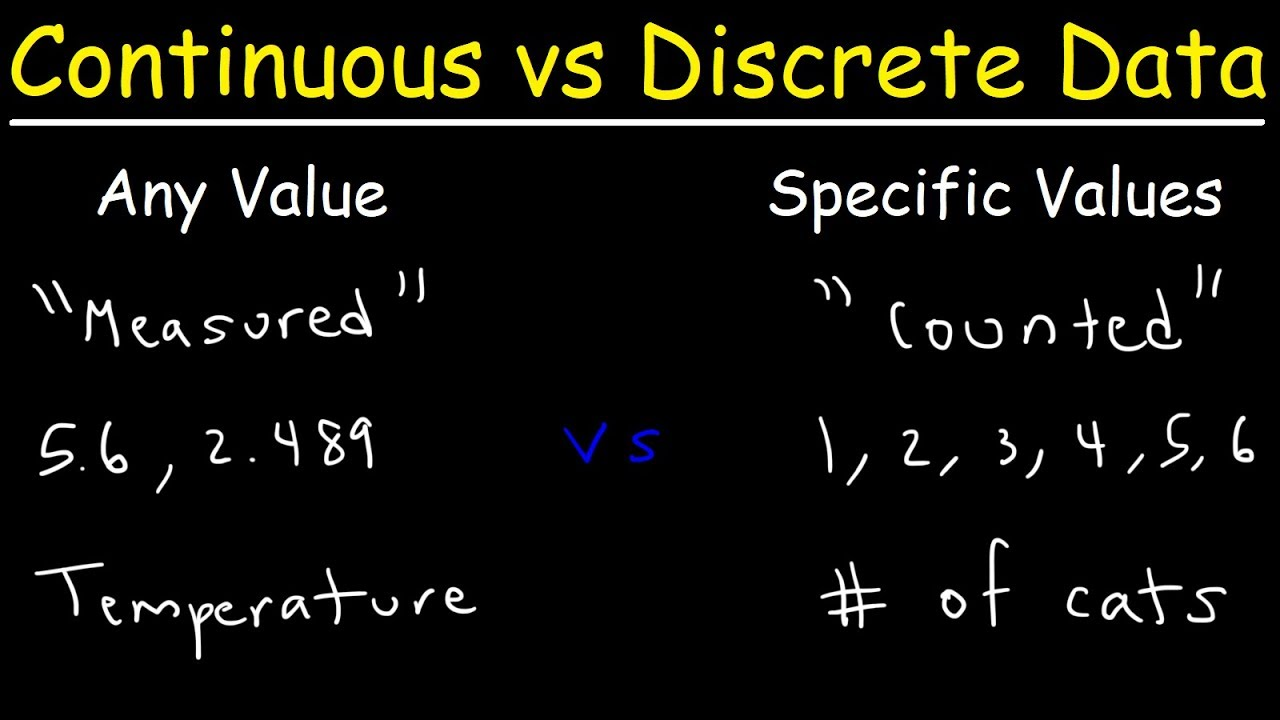 Continuous vs Discrete Data
Any Value
Specific Values
"Measured"
"Counted"
5.6, 2.489
vs
1, 2, 3, 4, 5, 6
Temperature
# of cats